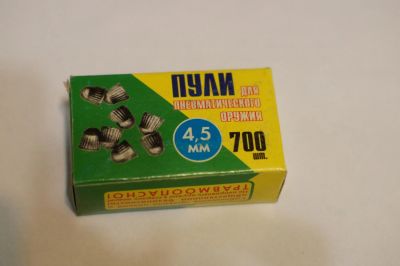 ПУЛИ для
пневматического
оружия
4,5
мм
700
шт.
ТРАВМООПАСНО!